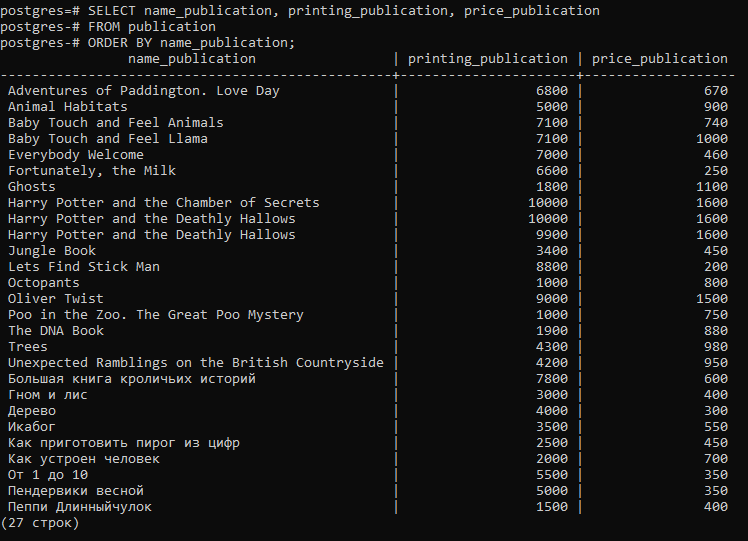 postgres=# SELECT name_publication, printing_publication, price_publication
postgres-# FROM publication
postgres-# ORDER BY name_publication;
name_publication | printing_publication | price_publication
-------------------------------------------------+----------------------+-------------------
Adventures of Paddington. Love Day | 6800 | 670
Animal Habitats | 5000 | 900
Baby Touch and Feel Animals | 7100 | 740
Baby Touch and Feel Llama | 7100 | 1000
Everybody Welcome | 7000 | 460
Fortunately, the Milk | 6600 | 250
Ghosts | 1800 | 1100
Harry Potter and the Chamber of Secrets | 10000 | 1600
Harry Potter and the Deathly Hallows | 10000 | 1600
Harry Potter and the Deathly Hallows | 9900 | 1600
Jungle Book | 3400 | 450
Lets Find Stick Man | 8800 | 200
Octopants | 1000 | 800
Oliver Twist | 9000 | 1500
Poo in the Zoo. The Great Poo Mystery | 1000 | 750
The DNA Book | 1900 | 880
Trees | 4300 | 980
Unexpected Ramblings on the British Countryside | 4200 | 950
Большая книга кроличьих историй | 7800 | 600
Гном и лис | 3000 | 400
Дерево | 4000 | 300
Икабог | 3500 | 550
Как приготовить пирог из цифр | 2500 | 450
Как устроен человек | 2000 | 700
От 1 до 10 | 5500 | 350
Пендервики весной | 5000 | 350
Пеппи Длинныйчулок | 1500 | 400
(27 строк)